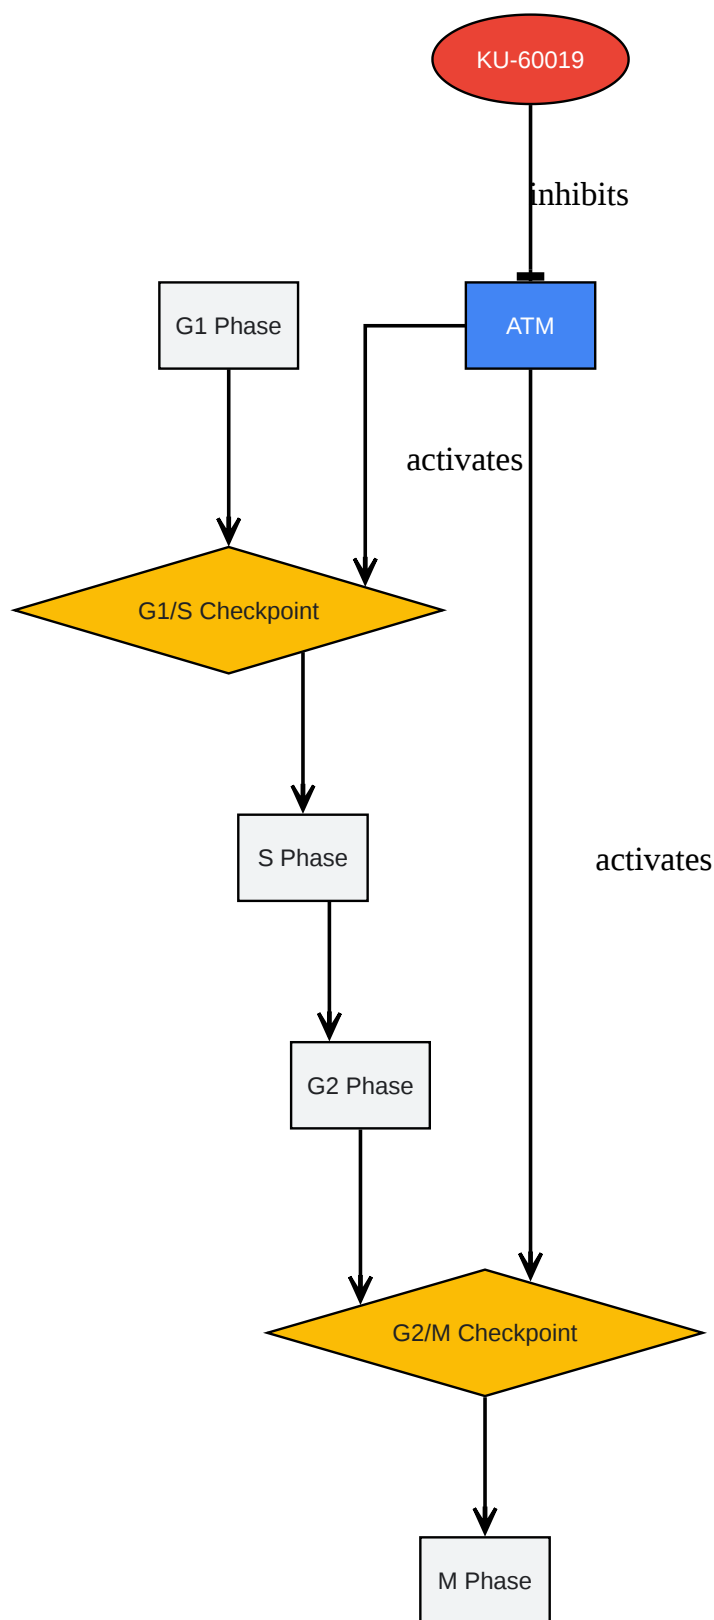 KU-60019
inhibits
G1 Phase
ATM
activates
G1/S Checkpoint
S Phase
activates
G2 Phase
G2/M Checkpoint
M Phase